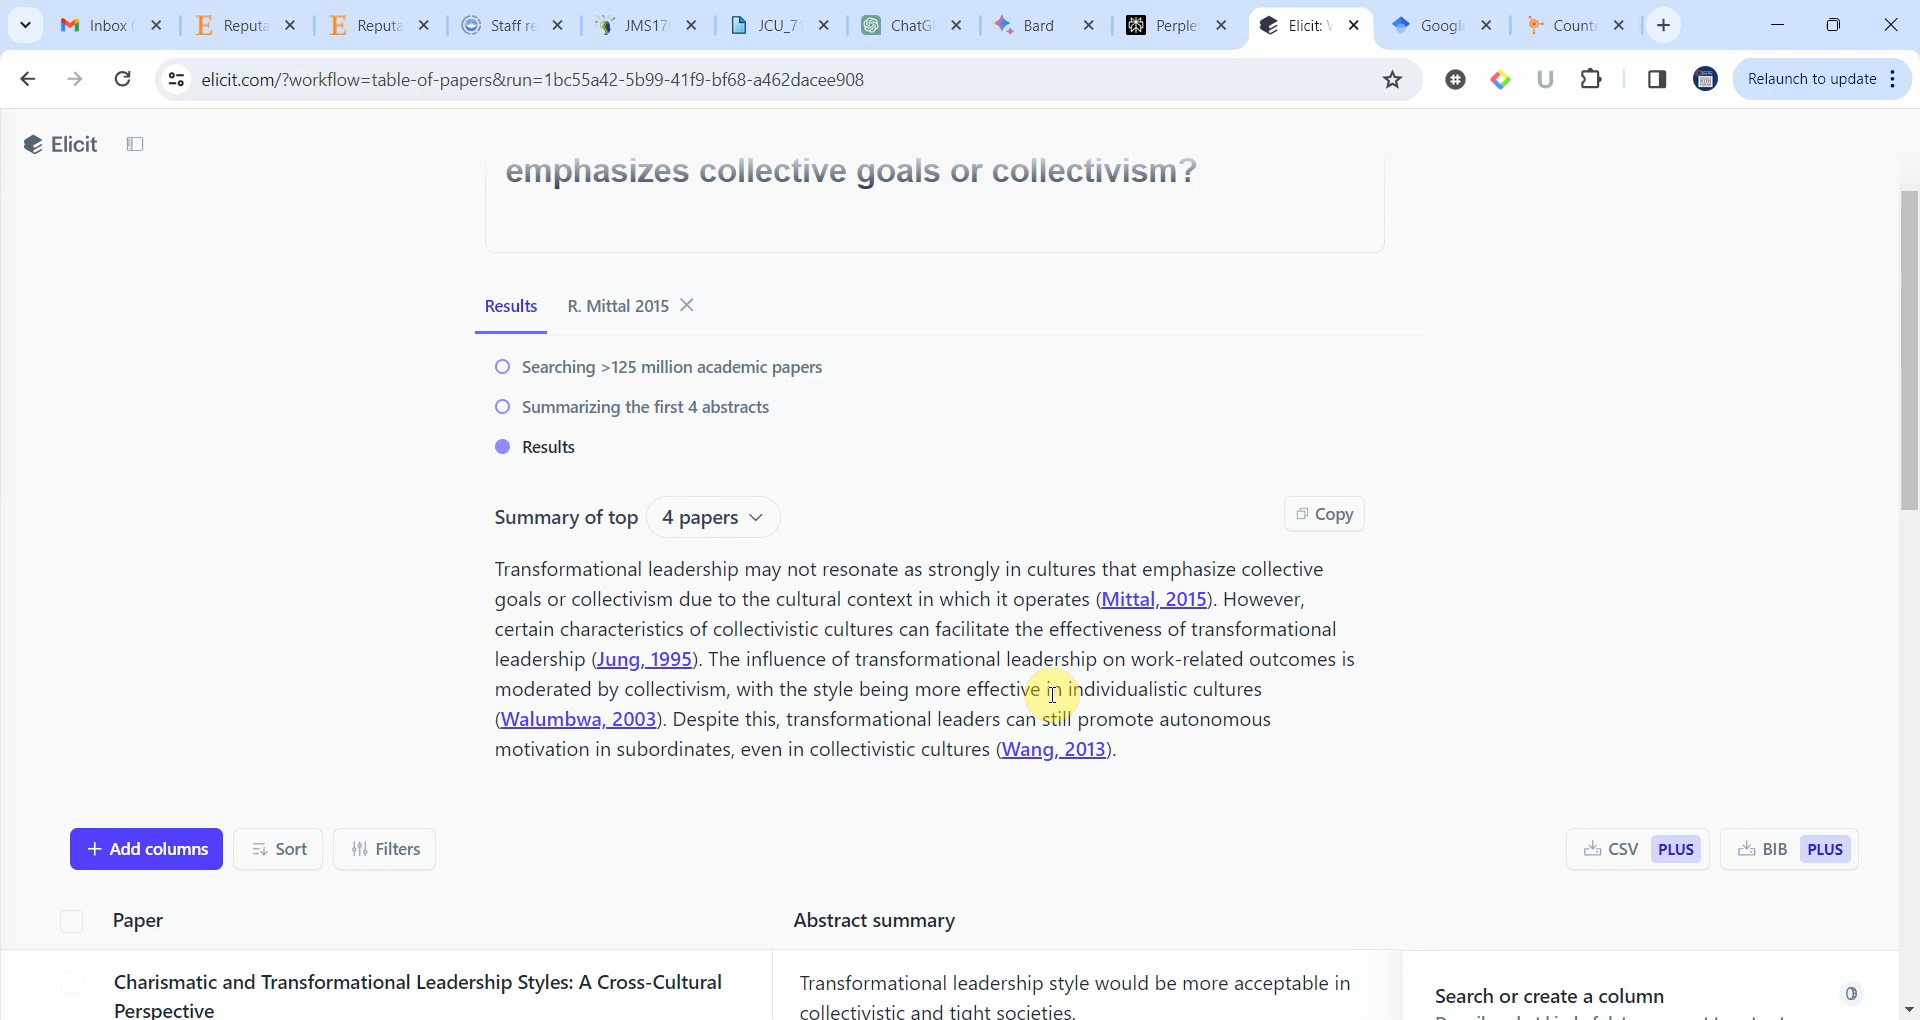 Inbox
Reputa
Reputa
Staff re
JMS17
JCU_7
ChatG
Bard
Perple
Elicit:
Googl
Count
elicit.com/?workflow=table-of-papers&run=1bc55a42-5b99-41f9-bf68-a462dacee908
Relaunch to update
Elicit
emphasizes collective goals or collectivism?
Results R. Mittal 2015
Searching >125 million academic papers
Summarizing the first 4 abstracts
Results
Summary of top 4 papers
Copy
Transformational leadership may not resonate as strongly in cultures that emphasize collective
goals or collectivism due to the cultural context in which it operates (Mittal, 2015). However,
certain characteristics of collectivistic cultures can facilitate the effectiveness of transformational
leadership (Jung, 1995). The influence of transformational leadership on work-related outcomes is
moderated by collectivism, with the style being more effective in individualistic cultures
(Walumbwa, 2003). Despite this, transformational leaders can still promote autonomous
motivation in subordinates, even in collectivistic cultures (Wang, 2013).
+ Add columns Sort Filters
CSV PLUS BIB PLUS
Paper Abstract summary
Charismatic and Transformational Leadership Styles: A Cross-Cultural
Perspective
Transformational leadership style would be more acceptable in
collectivistic and tight societies.
Search or create a column